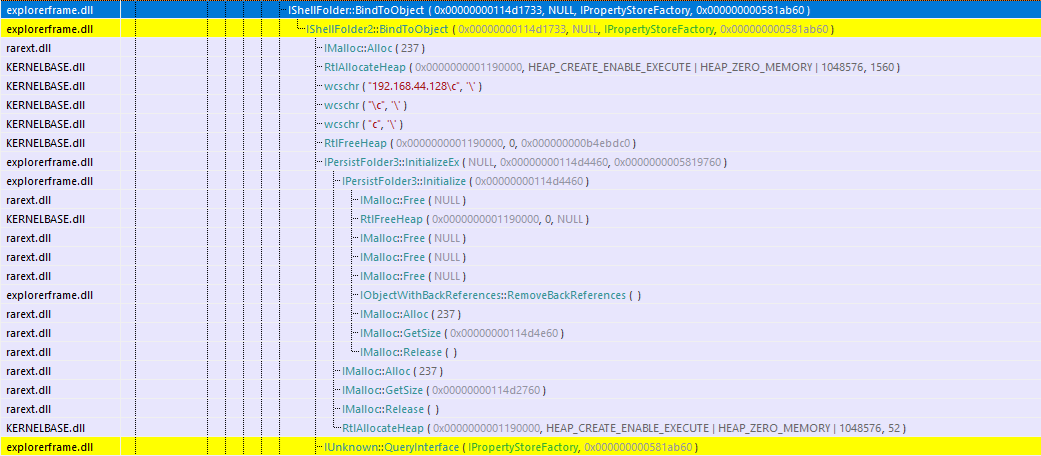 explorerframe.dll IShellFolder::BindToObject ( 0x00000000114d1733, NULL, IPropertyStoreFactory, 0x000000000581ab60 )
explorerframe.dll IShellFolder2::BindToObject ( 0x00000000114d1733, NULL, IPropertyStoreFactory, 0x000000000581ab60 )
rarext.dll IMalloc::Alloc ( 237 )
KERNELBASE.dll RtlAllocateHeap ( 0x0000000001190000, HEAP_CREATE_ENABLE_EXECUTE | HEAP_ZERO_MEMORY | 1048576, 1560 )
KERNELBASE.dll wcschr ( "192.168.44.128\c", '\' )
KERNELBASE.dll wcschr ( "\c", '\' )
KERNELBASE.dll wcschr ( "c", '\' )
KERNELBASE.dll RtlFreeHeap ( 0x0000000001190000, 0, 0x000000000b4ebdc0 )
explorerframe.dll IPersistFolder3::InitializeEx ( NULL, 0x00000000114d4460, 0x0000000005819760 )
explorerframe.dll IPersistFolder3::Initialize ( 0x00000000114d4460 )
rarext.dll IMalloc::Free ( NULL )
KERNELBASE.dll RtlFreeHeap ( 0x0000000001190000, 0, NULL )
rarext.dll IMalloc::Free ( NULL )
rarext.dll IMalloc::Free ( NULL )
rarext.dll IMalloc::Free ( NULL )
explorerframe.dll IObjectWithBackReferences::RemoveBackReferences ( )
rarext.dll IMalloc::Alloc ( 237 )
rarext.dll IMalloc::GetSize ( 0x00000000114d4e60 )
rarext.dll IMalloc::Release ( )
rarext.dll IMalloc::Alloc ( 237 )
rarext.dll IMalloc::GetSize ( 0x00000000114d2760 )
rarext.dll IMalloc::Release ( )
KERNELBASE.dll RtlAllocateHeap ( 0x0000000001190000, HEAP_CREATE_ENABLE_EXECUTE | HEAP_ZERO_MEMORY | 1048576, 52 )
explorerframe.dll IUnknown::QueryInterface ( IPropertyStoreFactory, 0x000000000581ab60 )